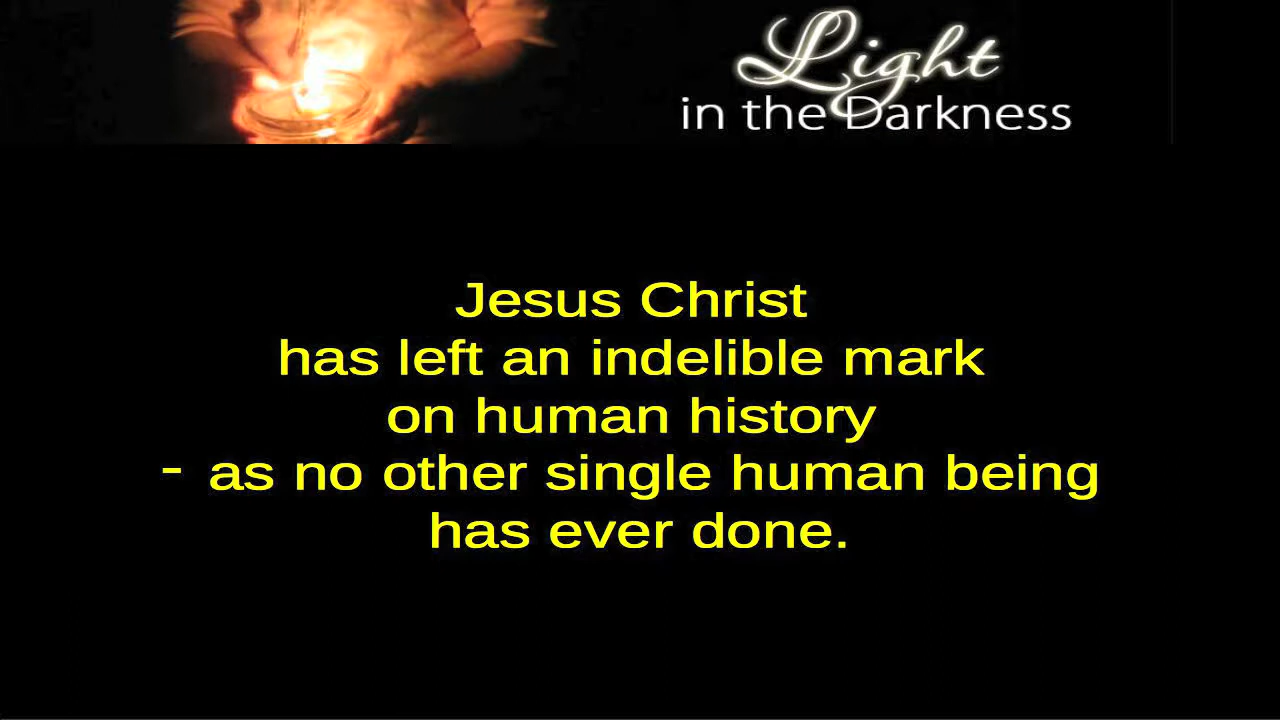 Light
in the Darkness
Jesus Christ
has left an indelible mark
on human history
- as no other single human being
has ever done.